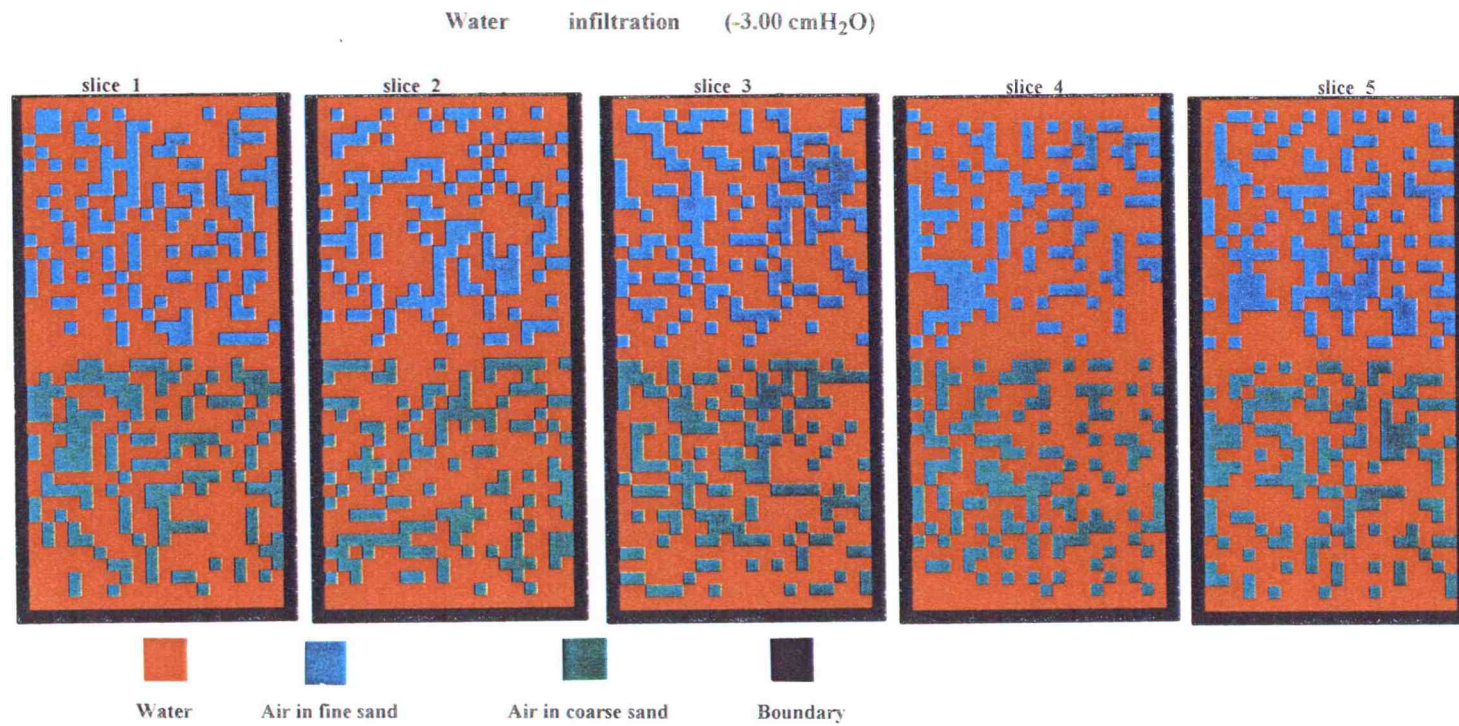 Water infiltration (-3.00 cmH2O)
slice 1 slice 2 slice 3 slice 4 slice 5
Water Air in fine sand Air in coarse sand Boundary